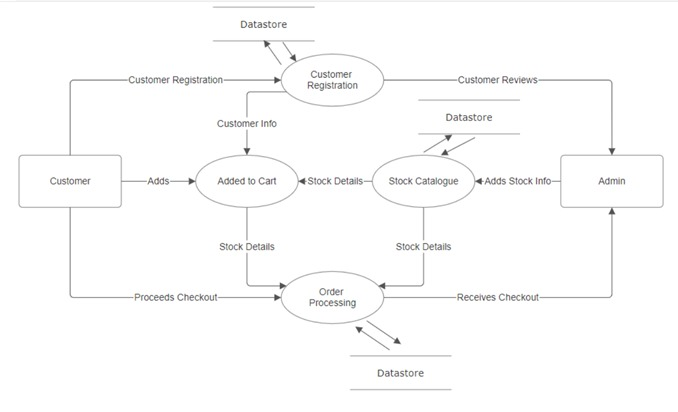 Datastore
Customer Registration
Customer
Registration
Customer Reviews
Customer Info
Datastore
Customer
Adds
Added to Cart
Stock Details
Stock Catalogue
Adds Stock Info
Admin
Stock Details
Stock Details
Proceeds Checkout
Order
Processing
Receives Checkout
Datastore